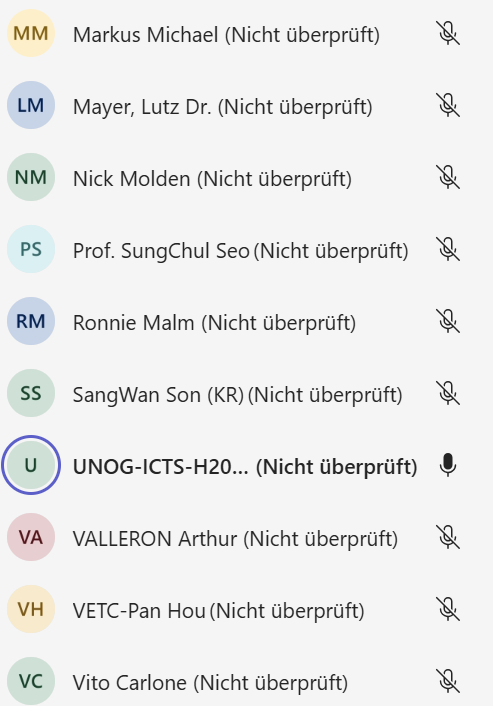 MM Markus Michael (Nicht überprüft)
LM Mayer, Lutz Dr. (Nicht überprüft)
NM Nick Molden (Nicht überprüft)
PS Prof. SungChul Seo (Nicht überprüft)
RM Ronnie Malm (Nicht überprüft)
SS SangWan Son (KR) (Nicht überprüft)
U UNOG-ICTS-H20... (Nicht überprüft)
VA VALLERON Arthur (Nicht überprüft)
VH VETC-Pan Hou (Nicht überprüft)
VC Vito Carlone (Nicht überprüft)